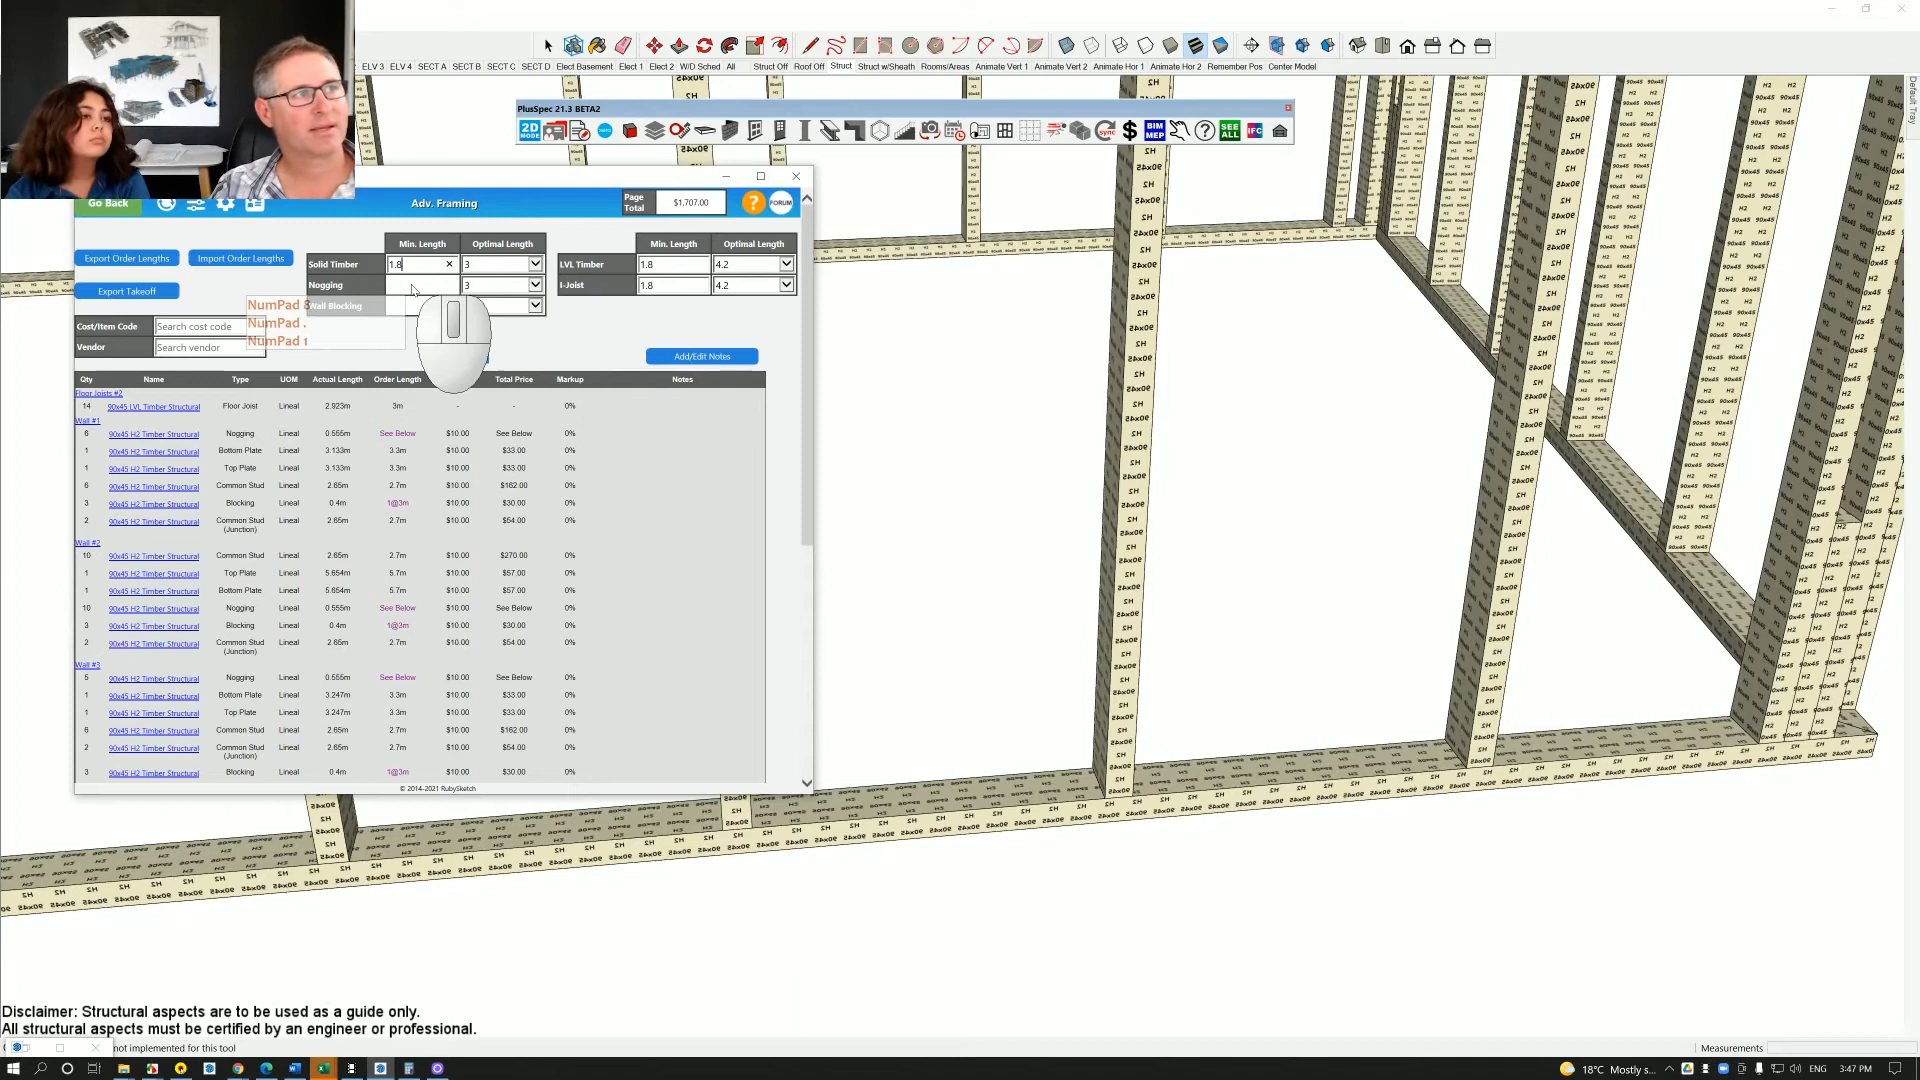 ELV 3 ELV 4 SECT A SECT B SECT C SECT D Elect Basement Elect 1 Elect 2 W/D Sched All Struct Off Roof Off Struct Struct w/Sheath Rooms/Areas Animate Vert 1 Animate Vert 2 Animate Hor 1 Animate Hor 2 Remember Pos Center Model
Default Tray
PlusSpec 21.3 BETA2
2D MODE sync $ BIM MEP ? SEE ALL IFC
Go Back Adv. Framing Page Total $1,707.00 ? FORUM
Min. Length Optimal Length Min. Length Optimal Length
Export Order Lengths Import Order Lengths Solid Timber 1.8 3 LVL Timber 1.8 4.2
Nogging 3 I-Joist 1.8 4.2
Export Takeoff
NumPad 8 Wall Blocking
Cost/Item Code Search cost code NumPad .
Vendor Search vendor NumPad 1
Add/Edit Notes
Qty Name Type UOM Actual Length Order Length Total Price Markup Notes
Floor Joists #2
14 90x45 LVL Timber Structural Floor Joist Lineal 2.923m 3m - - 0%
Wall #1
6 90x45 H2 Timber Structural Nogging Lineal 0.555m See Below $10.00 See Below 0%
1 90x45 H2 Timber Structural Bottom Plate Lineal 3.133m 3.3m $10.00 $33.00 0%
1 90x45 H2 Timber Structural Top Plate Lineal 3.133m 3.3m $10.00 $33.00 0%
6 90x45 H2 Timber Structural Common Stud Lineal 2.65m 2.7m $10.00 $162.00 0%
3 90x45 H2 Timber Structural Blocking Lineal 0.4m 1@3m $10.00 $30.00 0%
2 90x45 H2 Timber Structural Common Stud (Junction) Lineal 2.65m 2.7m $10.00 $54.00 0%
Wall #2
10 90x45 H2 Timber Structural Common Stud Lineal 2.65m 2.7m $10.00 $270.00 0%
1 90x45 H2 Timber Structural Top Plate Lineal 5.654m 5.7m $10.00 $57.00 0%
1 90x45 H2 Timber Structural Bottom Plate Lineal 5.654m 5.7m $10.00 $57.00 0%
10 90x45 H2 Timber Structural Nogging Lineal 0.555m See Below $10.00 See Below 0%
3 90x45 H2 Timber Structural Blocking Lineal 0.4m 1@3m $10.00 $30.00 0%
2 90x45 H2 Timber Structural Common Stud (Junction) Lineal 2.65m 2.7m $10.00 $54.00 0%
Wall #3
5 90x45 H2 Timber Structural Nogging Lineal 0.555m See Below $10.00 See Below 0%
1 90x45 H2 Timber Structural Bottom Plate Lineal 3.247m 3.3m $10.00 $33.00 0%
1 90x45 H2 Timber Structural Top Plate Lineal 3.247m 3.3m $10.00 $33.00 0%
6 90x45 H2 Timber Structural Common Stud Lineal 2.65m 2.7m $10.00 $162.00 0%
2 90x45 H2 Timber Structural Common Stud (Junction) Lineal 2.65m 2.7m $10.00 $54.00 0%
3 90x45 H2 Timber Structural Blocking Lineal 0.4m 1@3m $10.00 $30.00 0%
© 2014-2021 RubySketch
Disclaimer: Structural aspects are to be used as a guide only.
All structural aspects must be certified by an engineer or professional.
not implemented for this tool Measurements
18°C Mostly s... ENG 3:47 PM